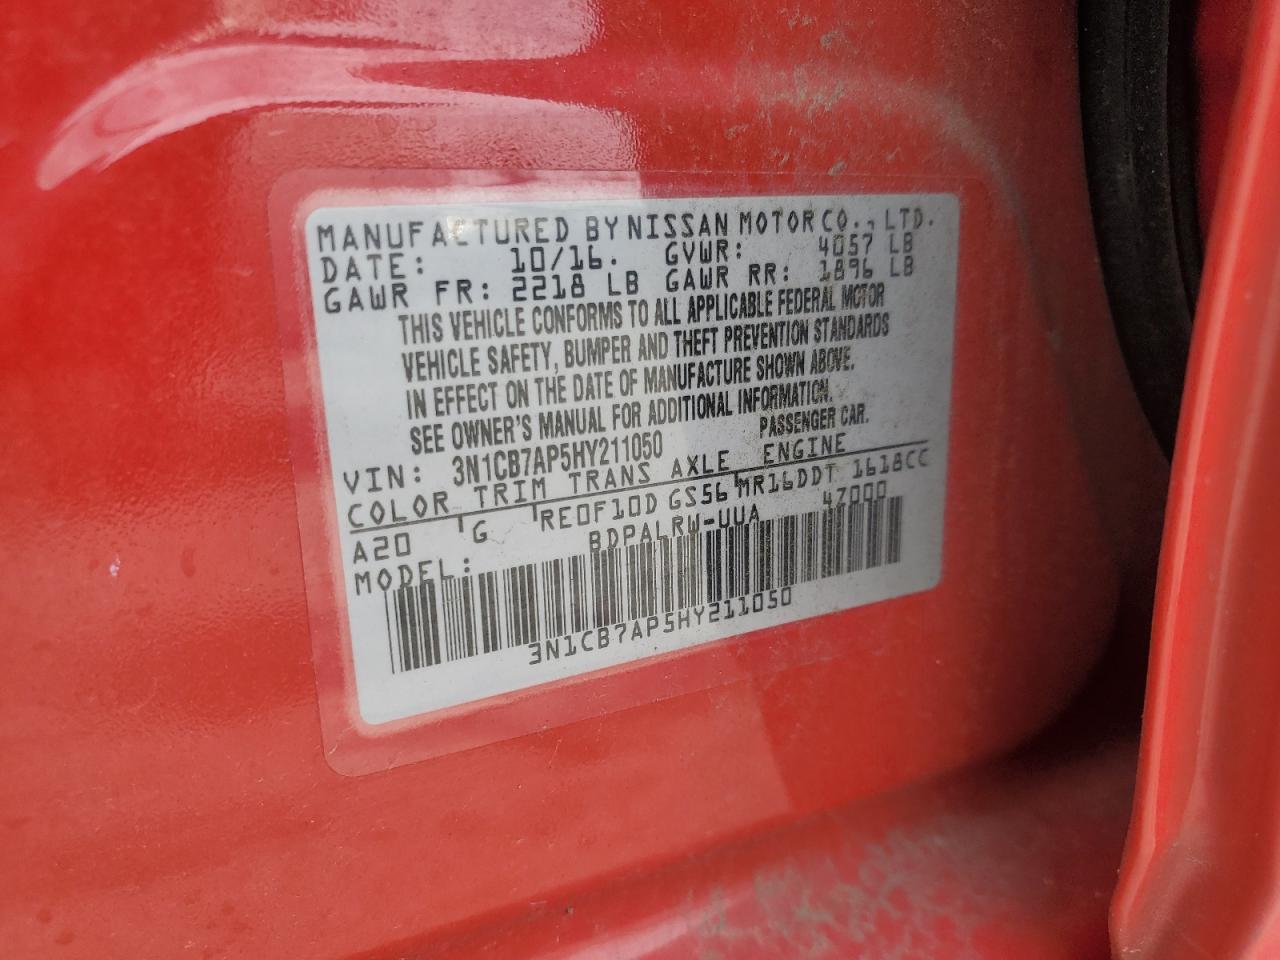 MANUFACTURED BY NISSAN MOTOR CO., LTD.
DATE: 10/16. GVWR: 4057 LB
GAWR FR: 2218 LB GAWR RR: 1896 LB
THIS VEHICLE CONFORMS TO ALL APPLICABLE FEDERAL MOTOR
VEHICLE SAFETY, BUMPER AND THEFT PREVENTION STANDARDS
IN EFFECT ON THE DATE OF MANUFACTURE SHOWN ABOVE.
SEE OWNER'S MANUAL FOR ADDITIONAL INFORMATION.
PASSENGER CAR.
VIN: 3N1CB7AP5HY211050
COLOR TRIM TRANS AXLE ENGINE
A20 G RE0F10D GS56 MR16DDT 1618CC
MODEL: BDPALRW-UUA 47000
3N1CB7AP5HY211050